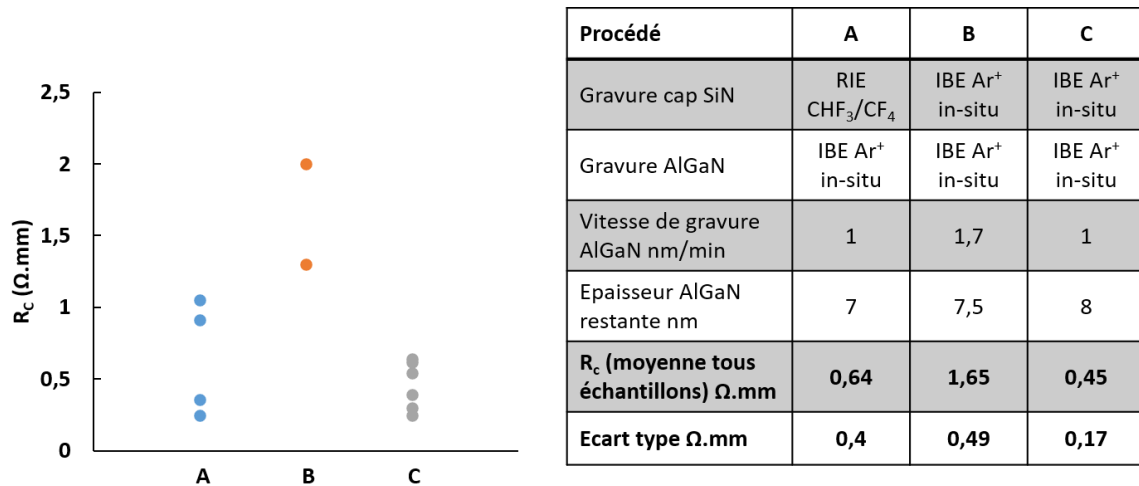 2,5
2
1,5
1
0,5
0
R_C (Ω.mm)
A B C
Procédé A B C
Gravure cap SiN RIE CHF₃/CF₄ IBE Ar⁺ in-situ IBE Ar⁺ in-situ
Gravure AlGaN IBE Ar⁺ in-situ IBE Ar⁺ in-situ IBE Ar⁺ in-situ
Vitesse de gravure AlGaN nm/min 1 1,7 1
Epaisseur AlGaN restante nm 7 7,5 8
R_c (moyenne tous échantillons) Ω.mm 0,64 1,65 0,45
Ecart type Ω.mm 0,4 0,49 0,17